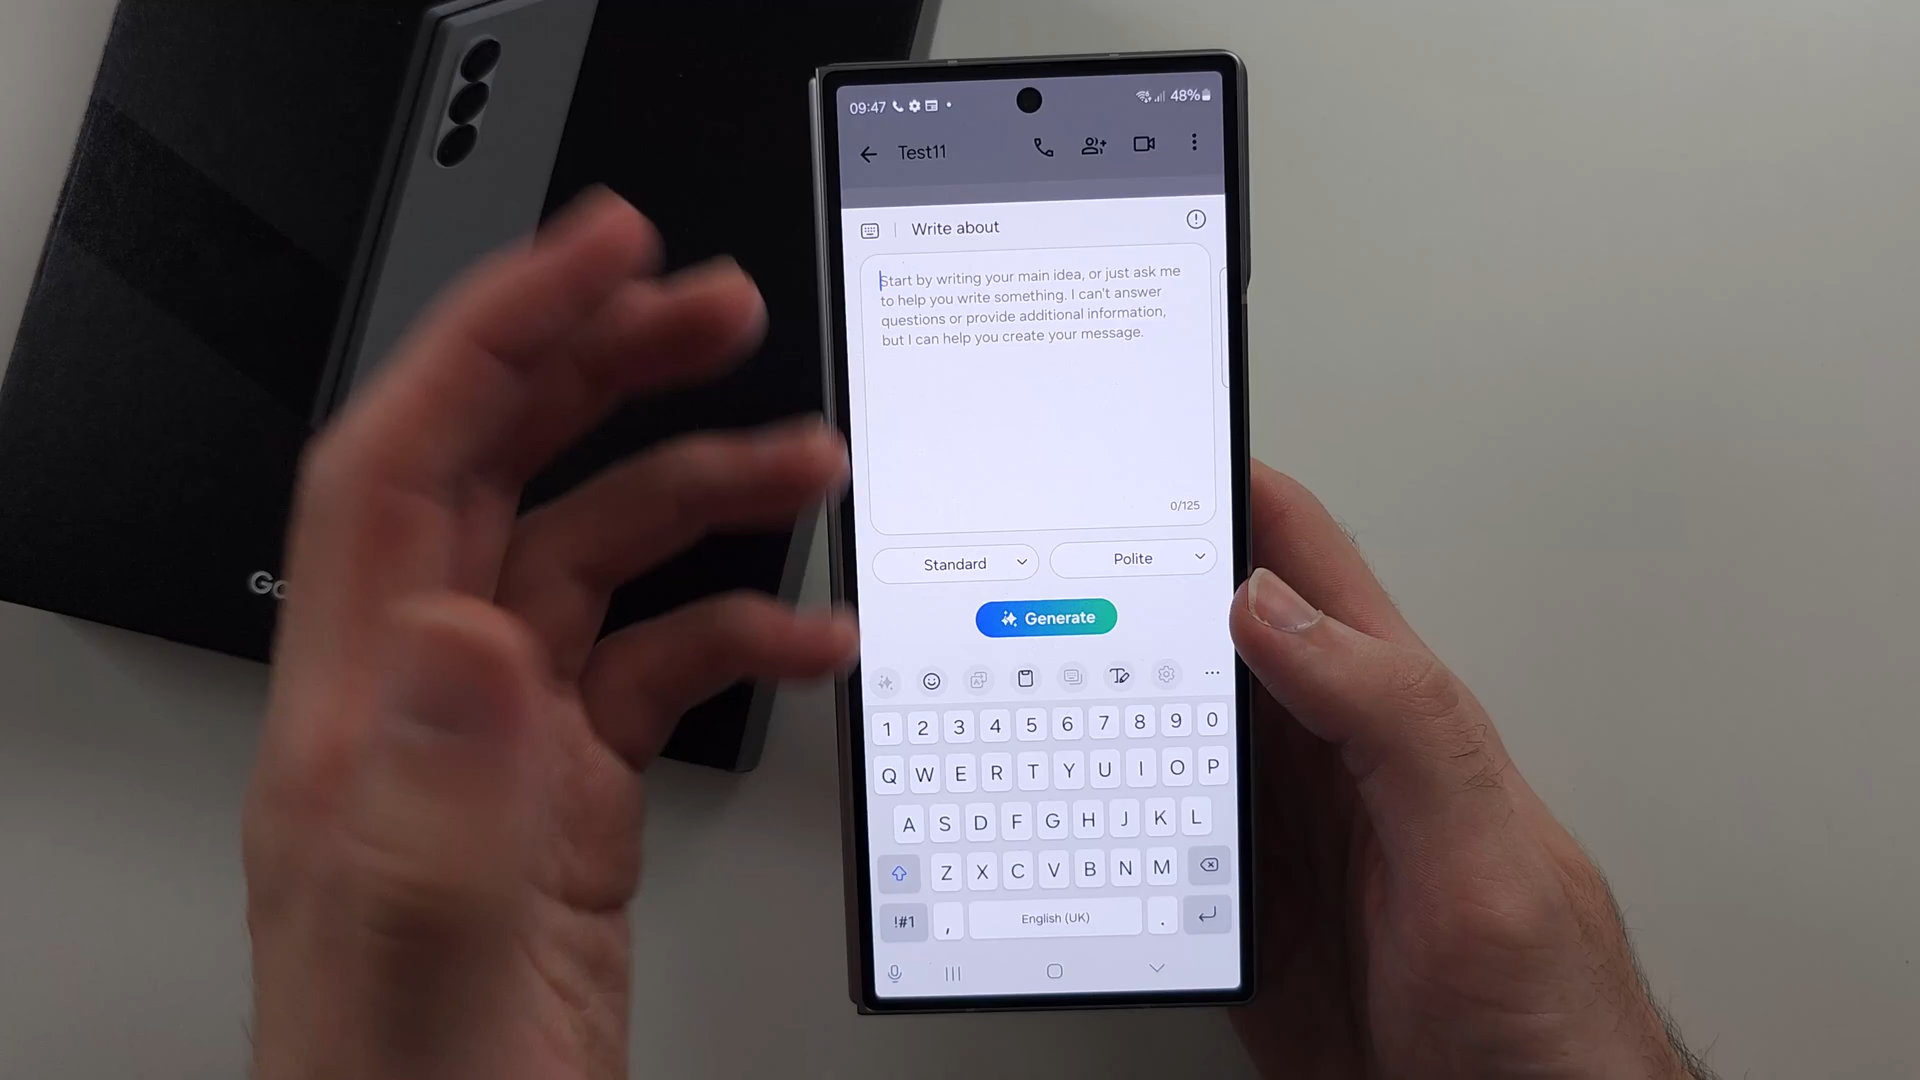 09:47 48%
Test11
Write about
Start by writing your main idea, or just ask me
to help you write something. I can't answer
questions or provide additional information,
but I can help you create your message.
0/125
Standard Polite
Generate
1 2 3 4 5 6 7 8 9 0
Q W E R T Y U I O P
A S D F G H J K L
Z X C V B N M
!#1 , English (UK) .